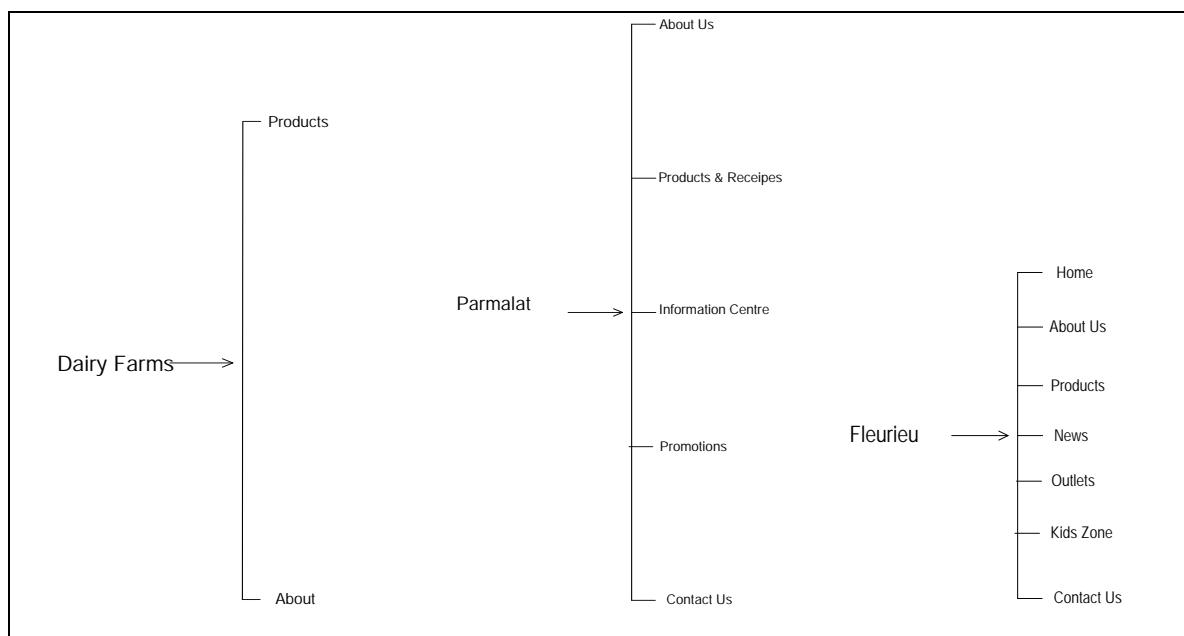 Dairy Farms
Products
About
Parmalat
About Us
Products & Receipes
Information Centre
Promotions
Contact Us
Fleurieu
Home
About Us
Products
News
Outlets
Kids Zone
Contact Us